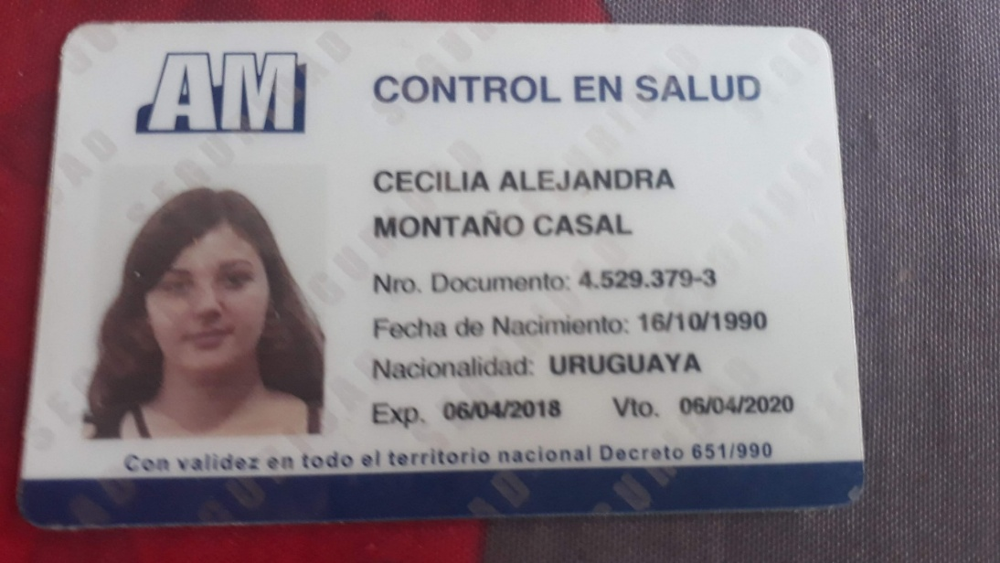 AM
CONTROL EN SALUD
CECILIA ALEJANDRA
MONTAÑO CASAL
Nro. Documento: 4.529.379-3
Fecha de Nacimiento: 16/10/1990
Nacionalidad: URUGUAYA
Exp. 06/04/2018 Vto. 06/04/2020
Con validez en todo el territorio nacional Decreto 651/990